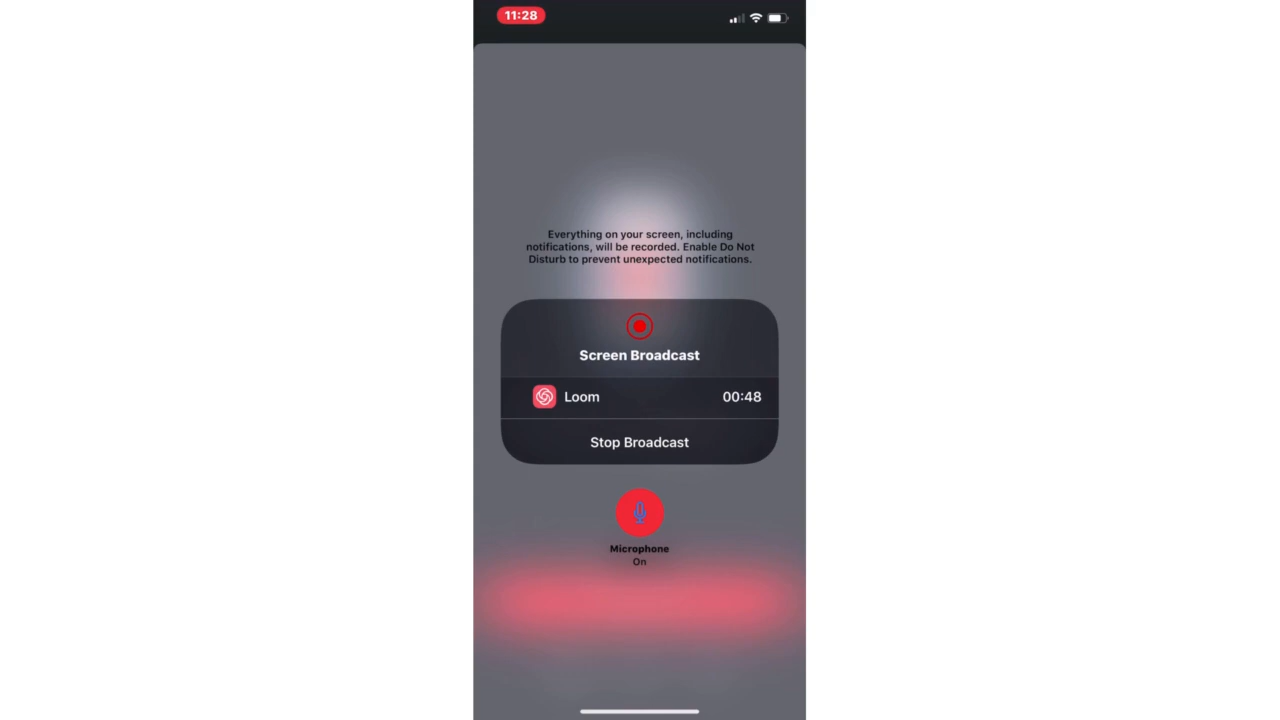 11:28
Everything on your screen, including
notifications, will be recorded. Enable Do Not
Disturb to prevent unexpected notifications.
Screen Broadcast
Loom 00:48
Stop Broadcast
Microphone
On